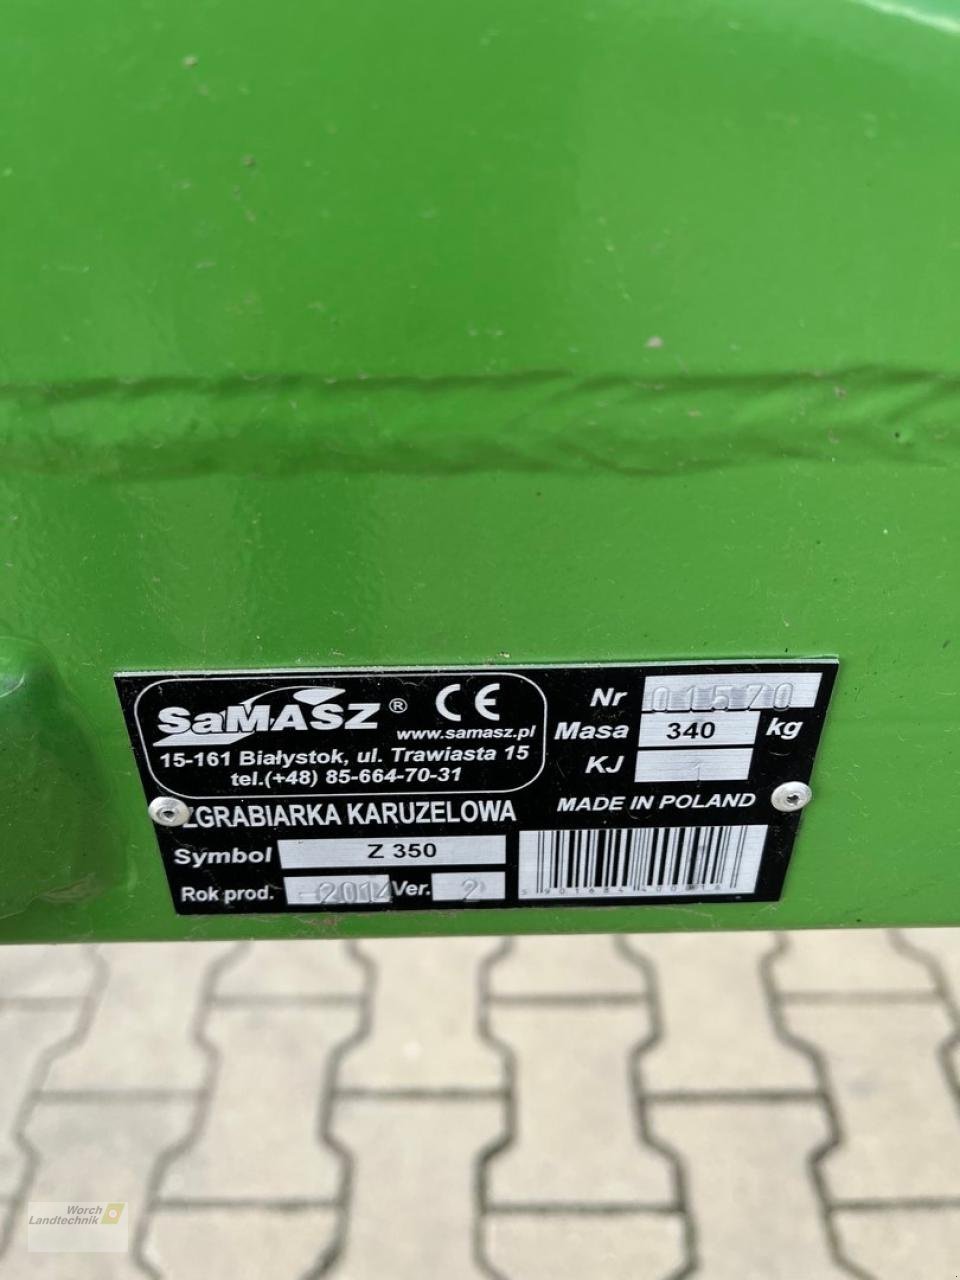 SaMASZ ® CE
www.samasz.pl
15-161 Białystok, ul. Trawiasta 15
tel.(+48) 85-664-70-31
ZGRABIARKA KARUZELOWA
Symbol Z 350
Rok prod. 2014 Ver. 2
Nr 01570
Masa 340 kg
KJ 1
MADE IN POLAND
Worch
Landtechnik